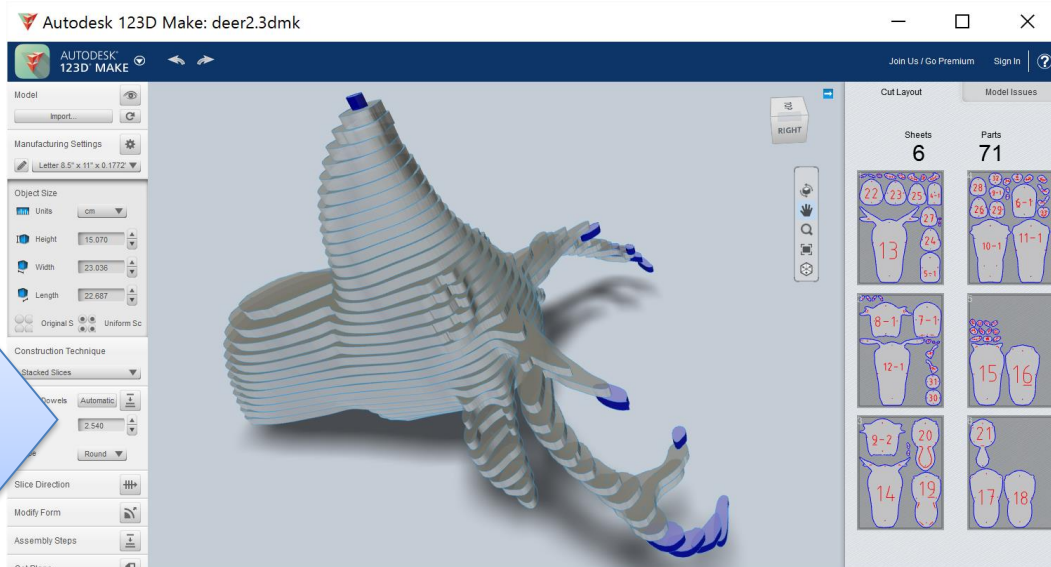 Autodesk 123D Make: deer2.3dmk
AUTODESK®
123D® MAKE
Join Us / Go Premium
Sign In
?
Model
Import...
Manufacturing Settings
Letter 8.5" x 11" x 0.1772"
Object Size
Units
cm
Height
15.070
Width
23.036
Length
22.687
Original S
Uniform Sc
Construction Technique
Stacked Slices
Dowels
Automatic
2.540
Round
Slice Direction
Modify Form
Assembly Steps
RIGHT
Cut Layout
Model Issues
Sheets
Parts
6
71
22
23
25
27
13
24
5-1
28
9-1
6-1
26
29
10-1
11-1
8-1
7-1
12-1
31
30
15
16
9-2
20
14
19
21
17
18